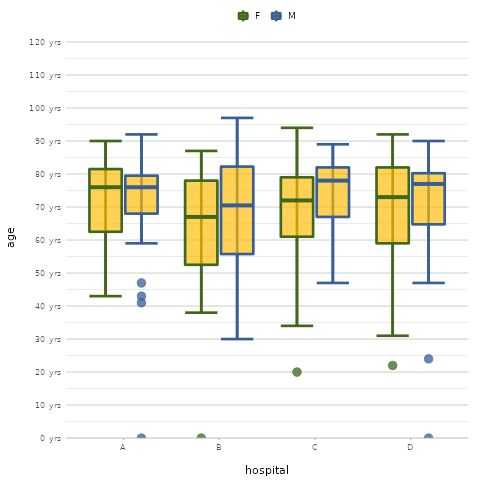 F M
120 yrs
110 yrs
100 yrs
90 yrs
80 yrs
70 yrs
60 yrs
50 yrs
40 yrs
30 yrs
20 yrs
10 yrs
0 yrs
age
A B C D
hospital